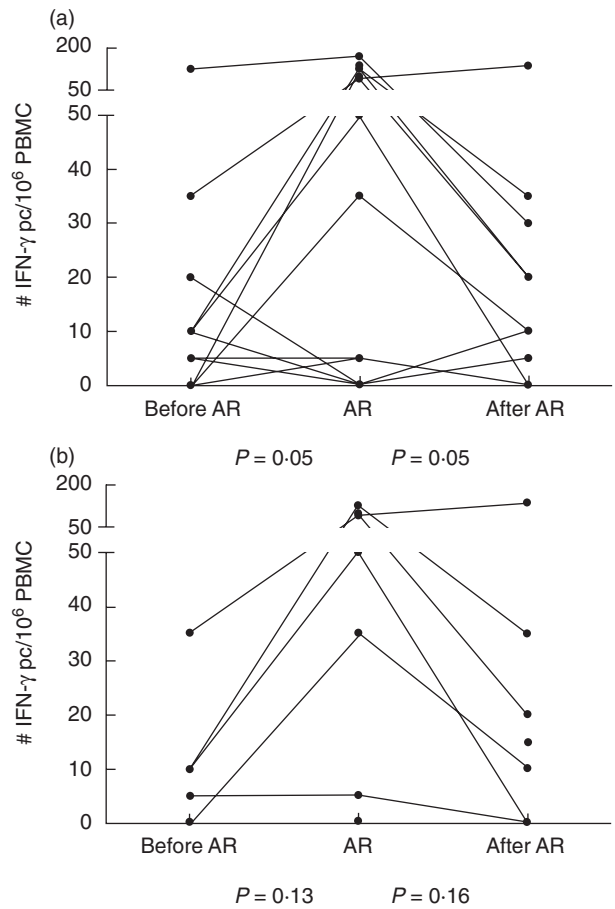 (a)
200
50
50
40
30
20
10
0
# IFN-γ pc/10⁶ PBMC
Before AR AR After AR
P = 0·05 P = 0·05
(b)
200
50
50
40
30
20
10
0
# IFN-γ pc/10⁶ PBMC
Before AR AR After AR
P = 0·13 P = 0·16